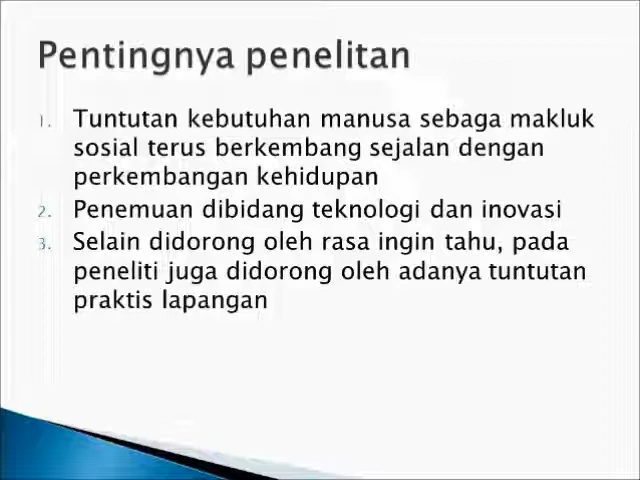 Pentingnya penelitan
1. Tuntutan kebutuhan manusa sebaga makluk
sosial terus berkembang sejalan dengan
perkembangan kehidupan
2. Penemuan dibidang teknologi dan inovasi
3. Selain didorong oleh rasa ingin tahu, pada
peneliti juga didorong oleh adanya tuntutan
praktis lapangan